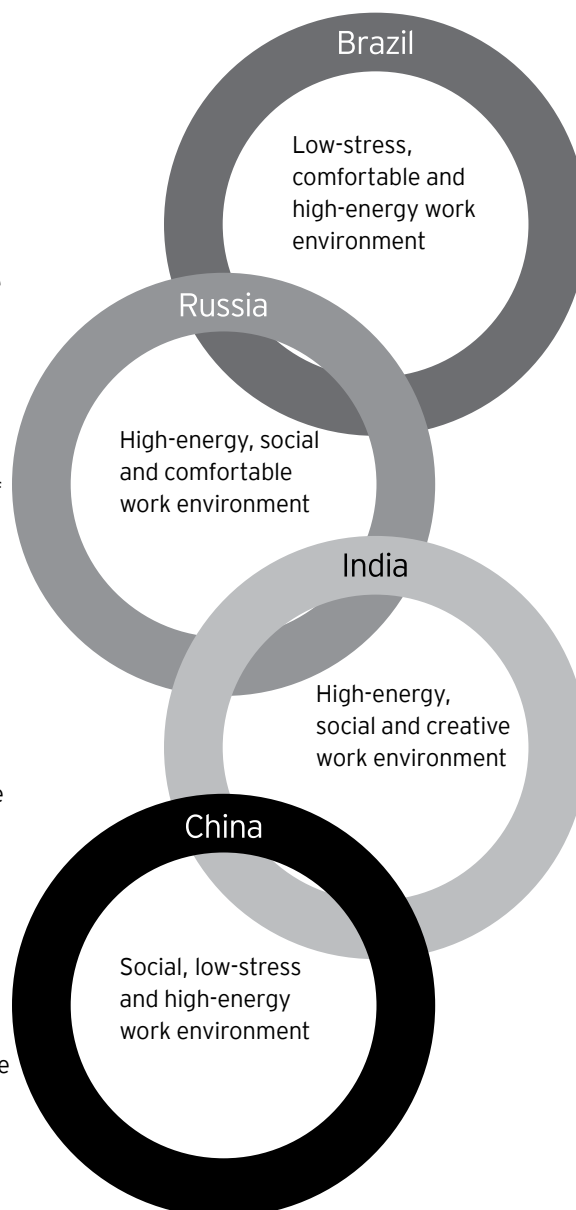 Brazil
Low-stress,
comfortable and
high-energy work
environment
Russia
High-energy, social
and comfortable
work environment
India
High-energy,
social and creative
work environment
China
Social, low-stress
and high-energy
work environment